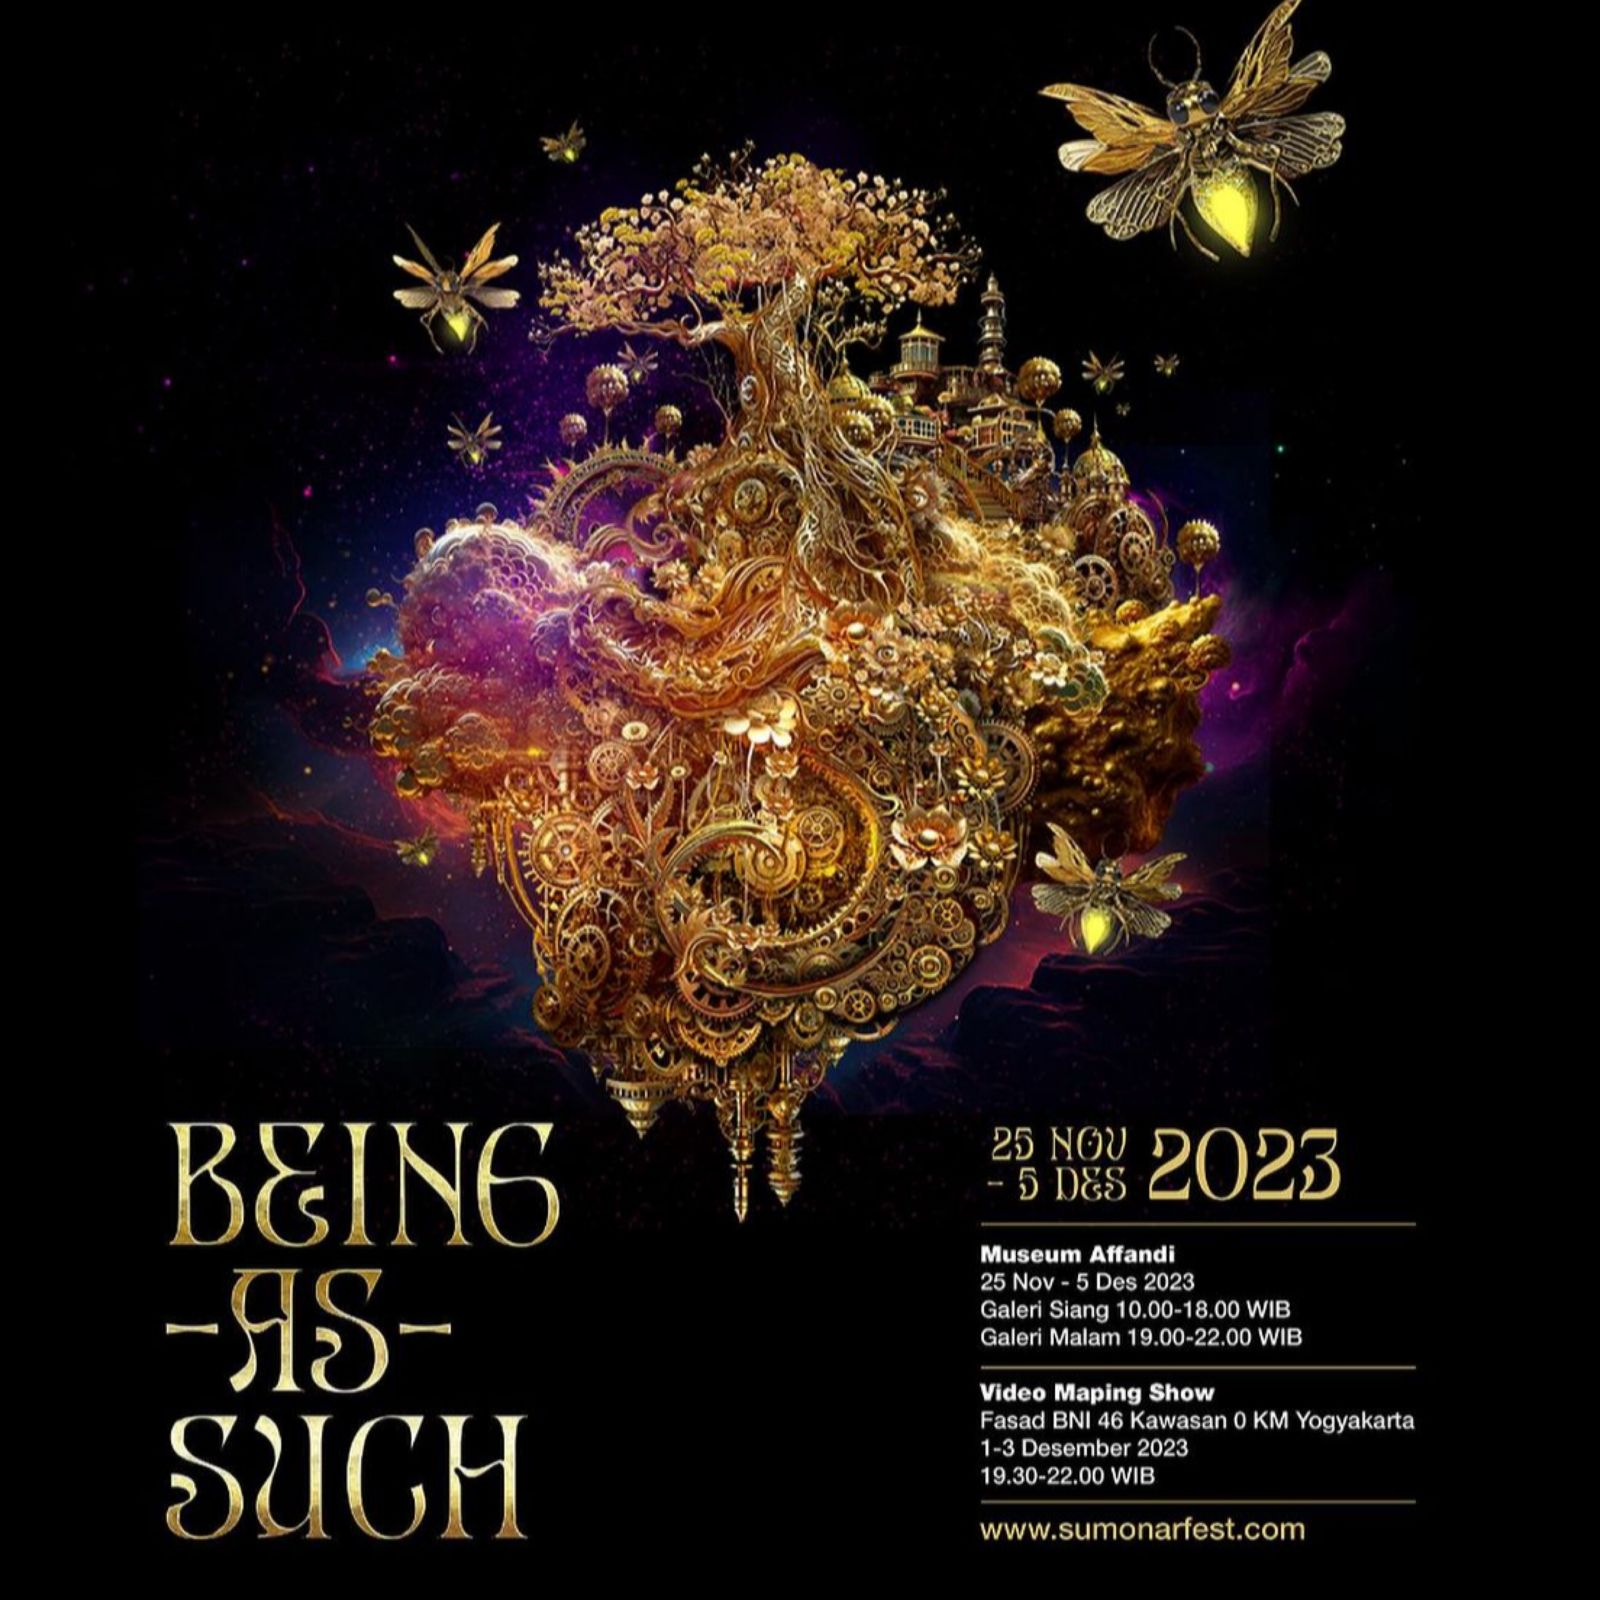 BEING
-AS-
SUCH
25 NOV
- 5 DES 2023
Museum Affandi
25 Nov - 5 Des 2023
Galeri Siang 10.00-18.00 WIB
Galeri Malam 19.00-22.00 WIB
Video Maping Show
Fasad BNI 46 Kawasan 0 KM Yogyakarta
1-3 Desember 2023
19.30-22.00 WIB
www.sumonarfest.com